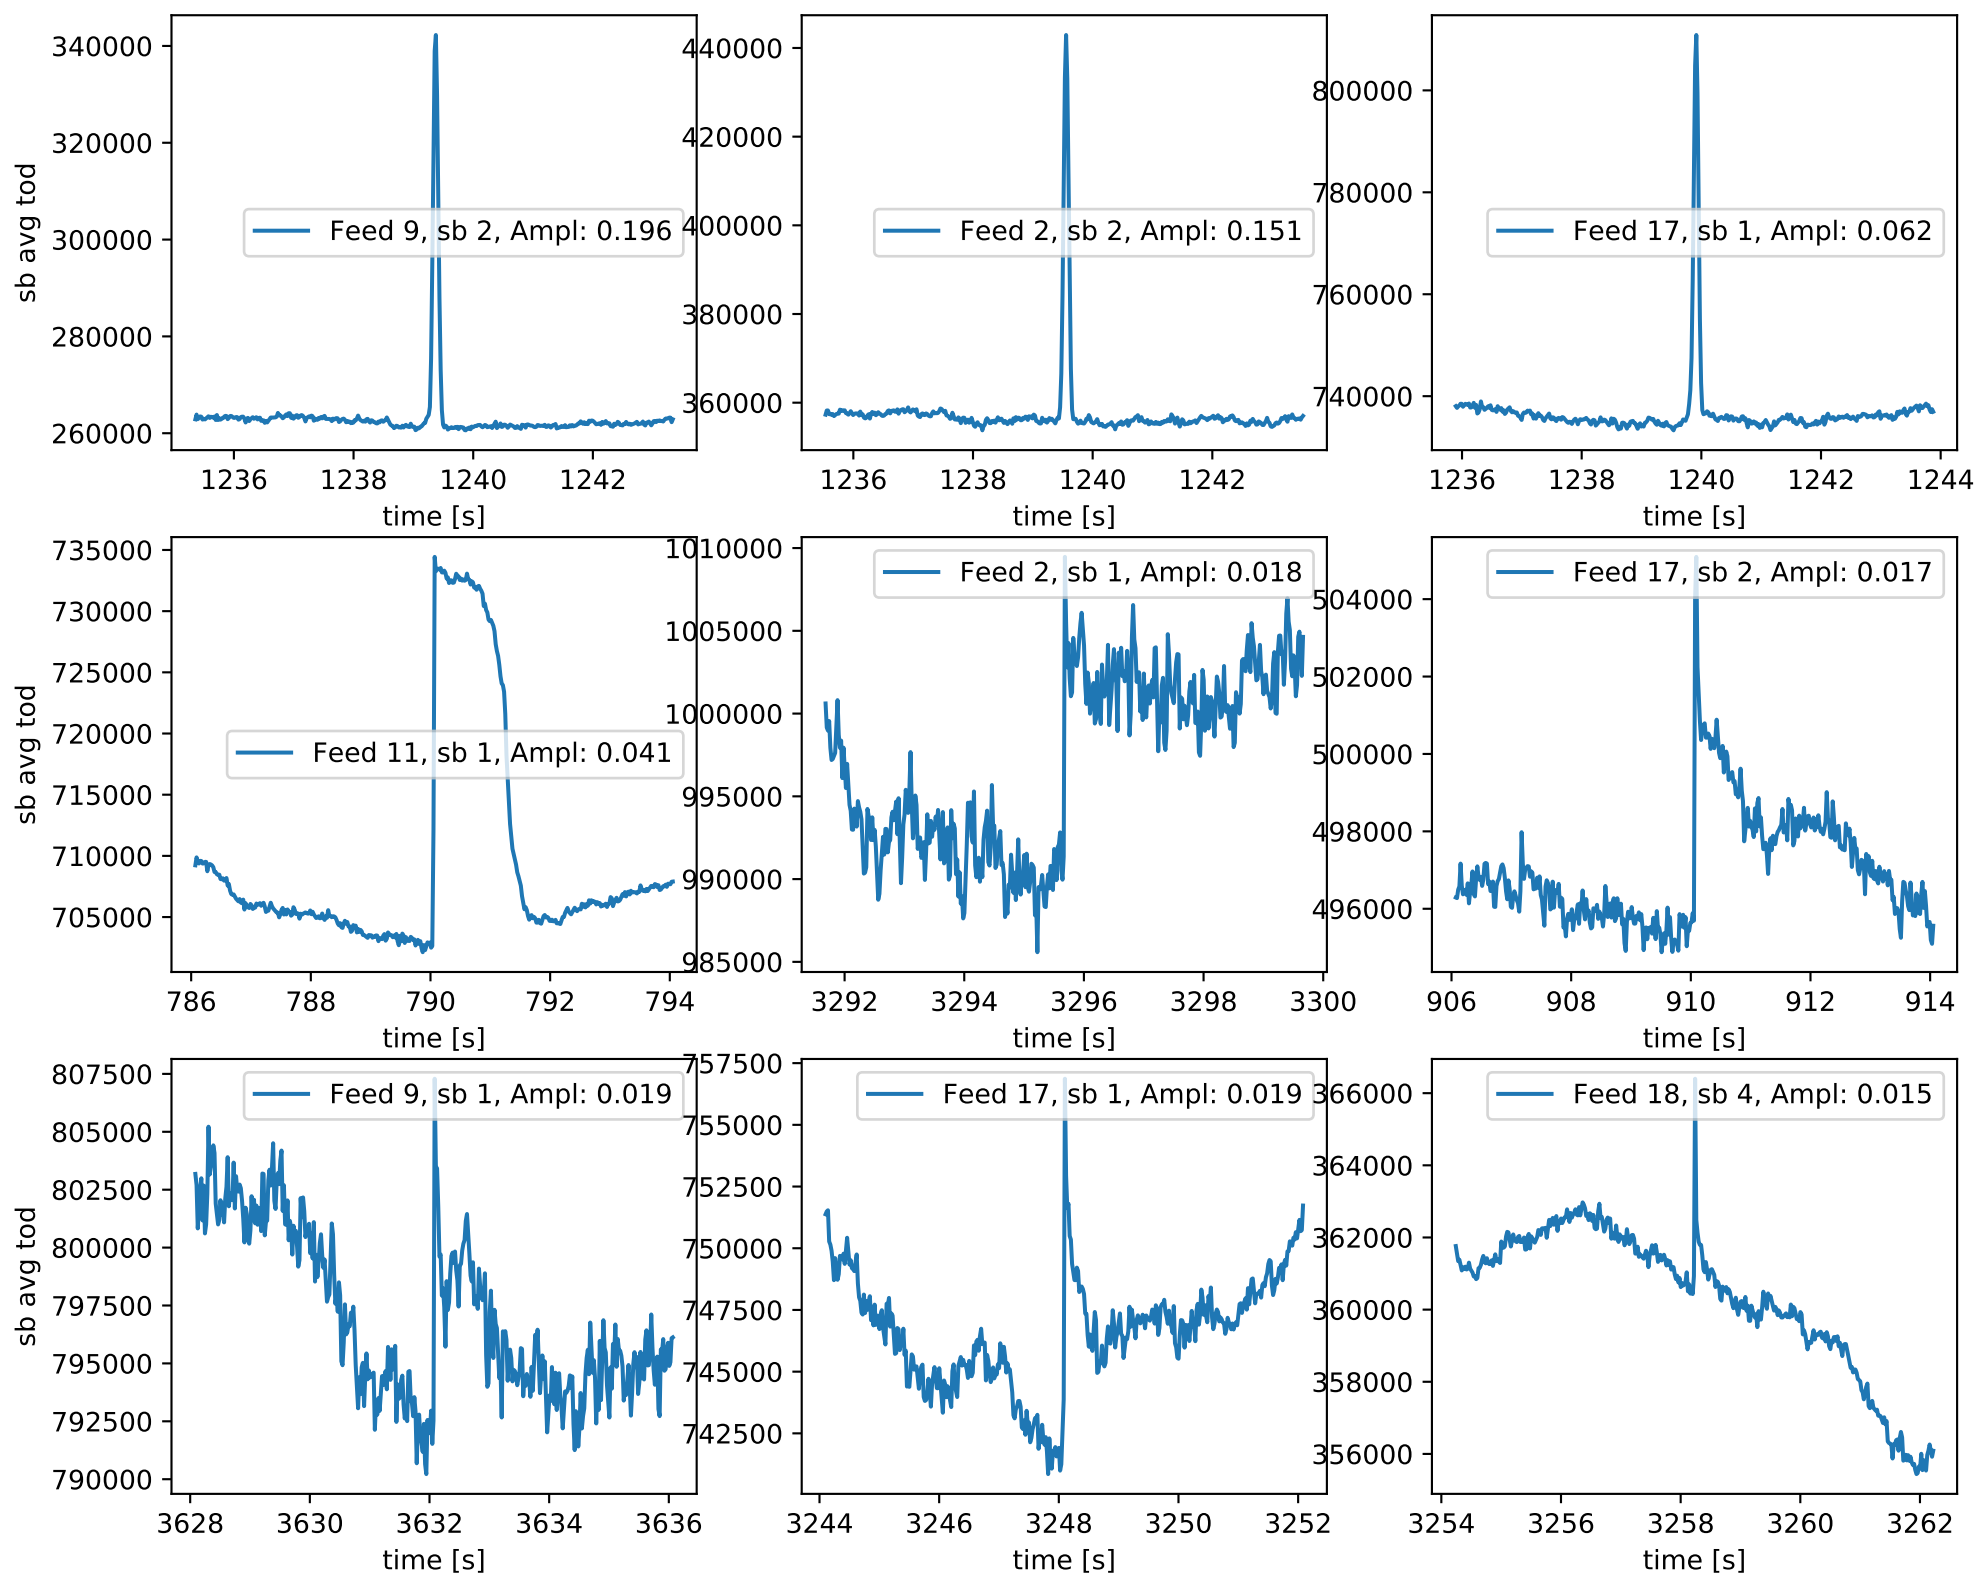 340000
320000
300000
280000
260000
sb avg tod
Feed 9, sb 2, Ampl: 0.196
1236 1238 1240 1242
time [s]
440000
420000
400000
380000
360000
Feed 2, sb 2, Ampl: 0.151
1236 1238 1240 1242
time [s]
800000
780000
760000
740000
Feed 17, sb 1, Ampl: 0.062
1236 1238 1240 1242 1244
time [s]
735000
730000
725000
720000
715000
710000
705000
sb avg tod
Feed 11, sb 1, Ampl: 0.041
786 788 790 792 794
time [s]
1010000
1005000
1000000
995000
990000
985000
Feed 2, sb 1, Ampl: 0.018
3292 3294 3296 3298 3300
time [s]
504000
502000
500000
498000
496000
Feed 17, sb 2, Ampl: 0.017
906 908 910 912 914
time [s]
807500
805000
802500
800000
797500
795000
792500
790000
sb avg tod
Feed 9, sb 1, Ampl: 0.019
3628 3630 3632 3634 3636
time [s]
757500
755000
752500
750000
747500
745000
742500
Feed 17, sb 1, Ampl: 0.019
3244 3246 3248 3250 3252
time [s]
366000
364000
362000
360000
358000
356000
Feed 18, sb 4, Ampl: 0.015
3254 3256 3258 3260 3262
time [s]